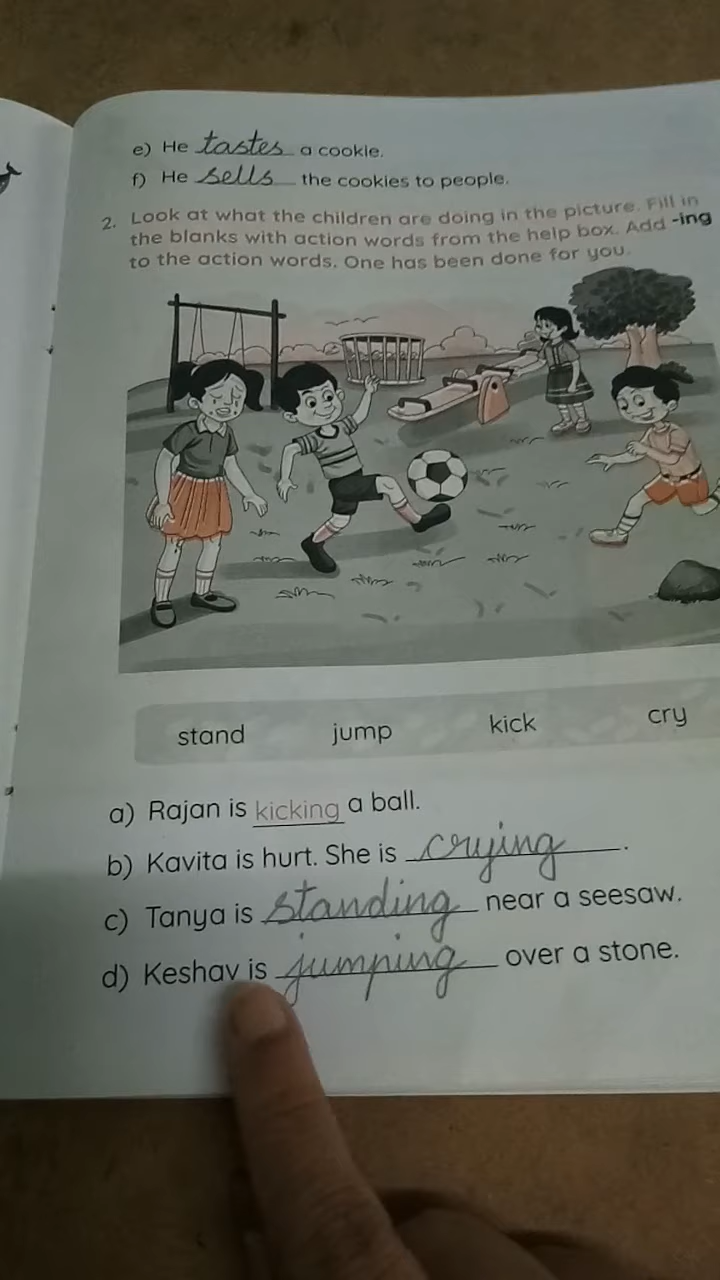 e) He tastes a cookie.
f) He sells the cookies to people.
2. Look at what the children are doing in the picture. Fill in
the blanks with action words from the help box. Add -ing
to the action words. One has been done for you.
stand jump kick cry
a) Rajan is kicking a ball.
b) Kavita is hurt. She is crying.
c) Tanya is standing near a seesaw.
d) Keshav is jumping over a stone.